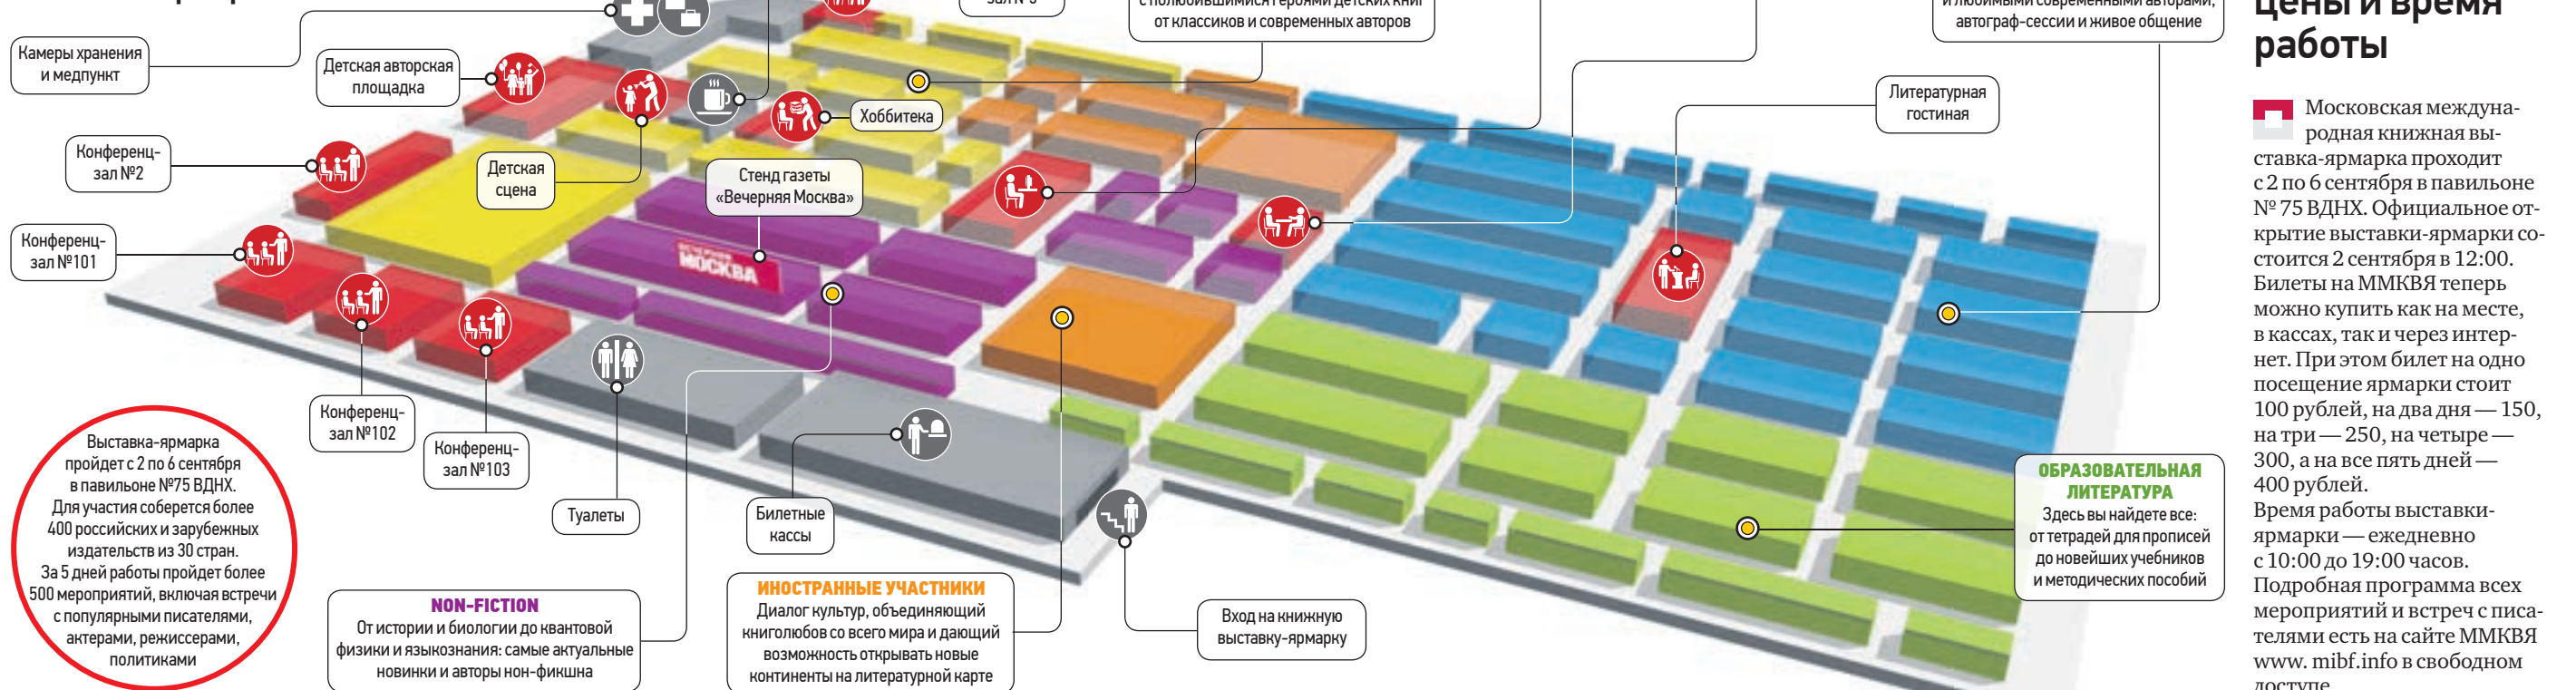 зал №3
с полюбившимися героями детских книг
от классиков и современных авторов
и любимыми современными авторами,
автограф-сессии и живое общение
Камеры хранения
и медпункт
Детская авторская
площадка
Хоббитека
Литературная
гостиная
Конференц-
зал №2
Детская
сцена
Стенд газеты
«Вечерняя Москва»
Конференц-
зал №101
ВЕЧЕРНЯЯ
МОСКВА
Конференц-
зал №102
Конференц-
зал №103
Туалеты
Билетные
кассы
Выставка-ярмарка
пройдет с 2 по 6 сентября
в павильоне №75 ВДНХ.
Для участия соберется более
400 российских и зарубежных
издательств из 30 стран.
За 5 дней работы пройдет более
500 мероприятий, включая встречи
с популярными писателями,
актерами, режиссерами,
политиками
NON-FICTION
От истории и биологии до квантовой
физики и языкознания: самые актуальные
новинки и авторы нон-фикшна
ИНОСТРАННЫЕ УЧАСТНИКИ
Диалог культур, объединяющий
книголюбов со всего мира и дающий
возможность открывать новые
континенты на литературной карте
Вход на книжную
выставку-ярмарку
ОБРАЗОВАТЕЛЬНАЯ
ЛИТЕРАТУРА
Здесь вы найдете все:
от тетрадей для прописей
до новейших учебников
и методических пособий
цены и время
работы
Московская междуна-
родная книжная вы-
ставка-ярмарка проходит
с 2 по 6 сентября в павильоне
№ 75 ВДНХ. Официальное от-
крытие выставки-ярмарки со-
стоится 2 сентября в 12:00.
Билеты на ММКВЯ теперь
можно купить как на месте,
в кассах, так и через интер-
нет. При этом билет на одно
посещение ярмарки стоит
100 рублей, на два дня — 150,
на три — 250, на четыре —
300, а на все пять дней —
400 рублей.
Время работы выставки-
ярмарки — ежедневно
с 10:00 до 19:00 часов.
Подробная программа всех
мероприятий и встреч с писа-
телями есть на сайте ММКВЯ
www. mibf.info в свободном
доступе